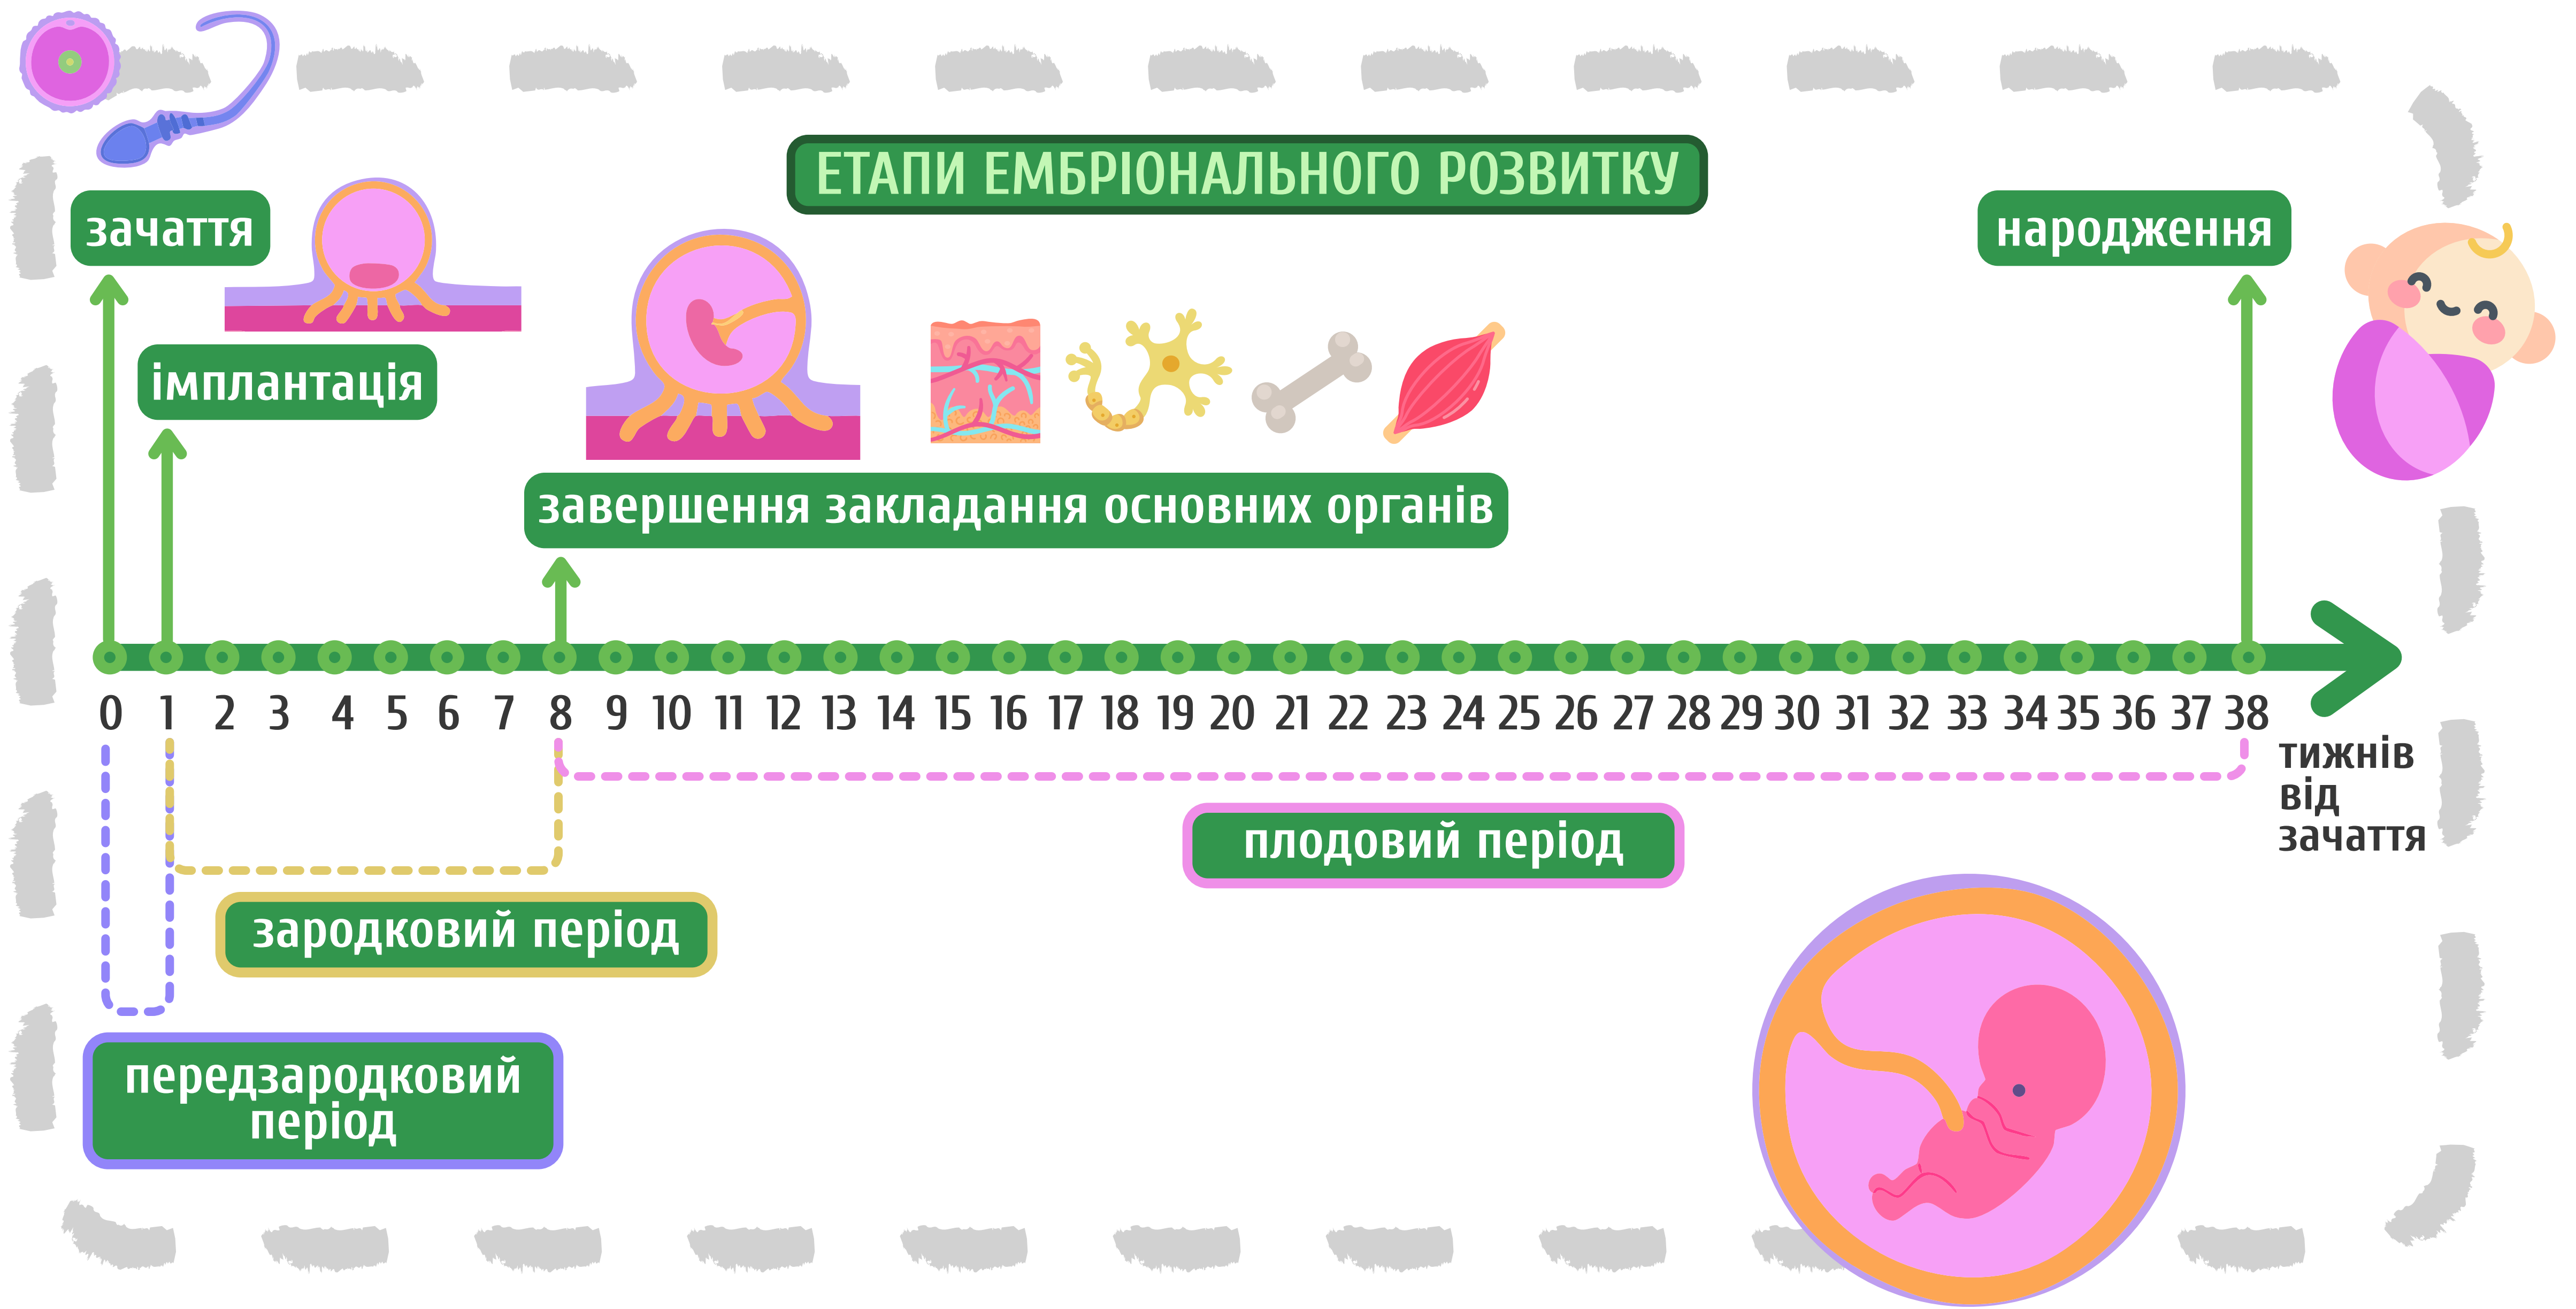 ЕТАПИ ЕМБРІОНАЛЬНОГО РОЗВИТКУ
зачаття
народження
імплантація
завершення закладання основних органів
0 1 2 3 4 5 6 7 8 9 10 11 12 13 14 15 16 17 18 19 20 21 22 23 24 25 26 27 28 29 30 31 32 33 34 35 36 37 38
тижнів
від
зачаття
плодовий період
зародковий період
передзародковий
період